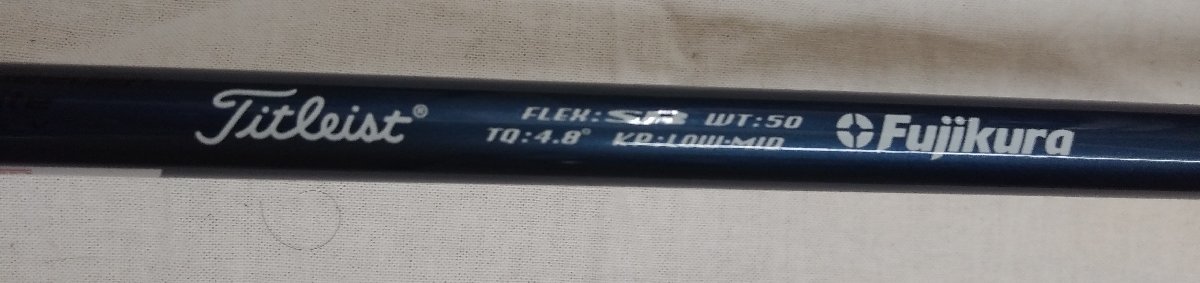 Titleist®
FLEX:SR WT:50
TQ:4.8° KP:LOW-MID
Fujikura